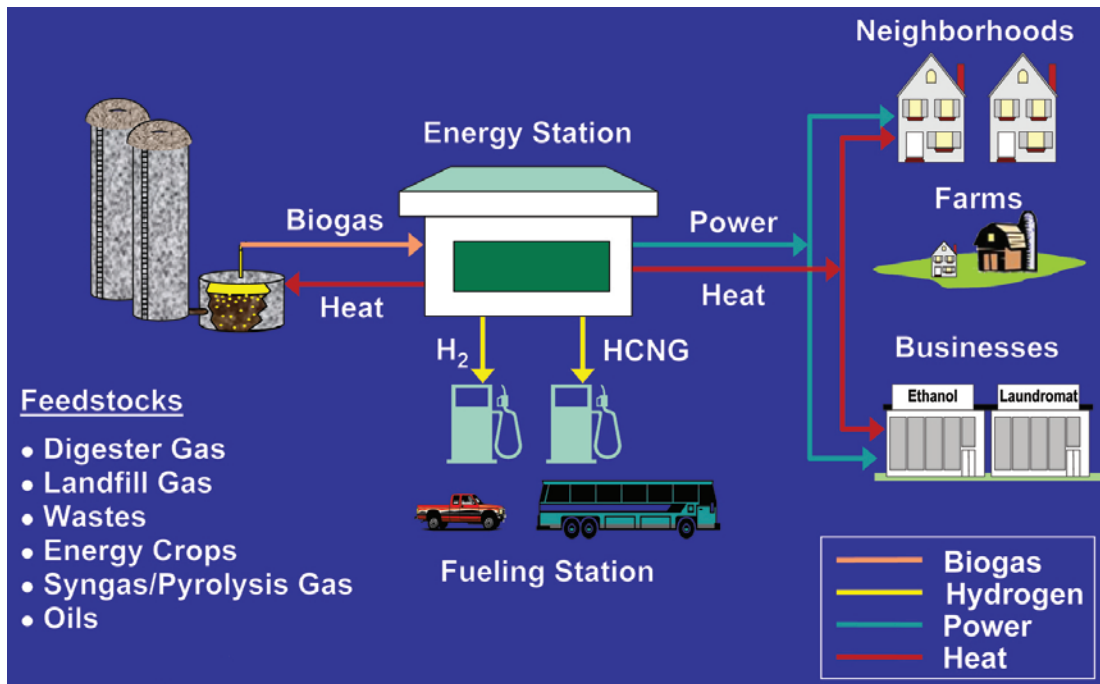 Neighborhoods
Energy Station
Biogas
Power
Farms
Heat
Heat
H₂
HCNG
Businesses
Ethanol
Laundromat
Feedstocks
• Digester Gas
• Landfill Gas
• Wastes
• Energy Crops
• Syngas/Pyrolysis Gas
• Oils
Fueling Station
Biogas
Hydrogen
Power
Heat